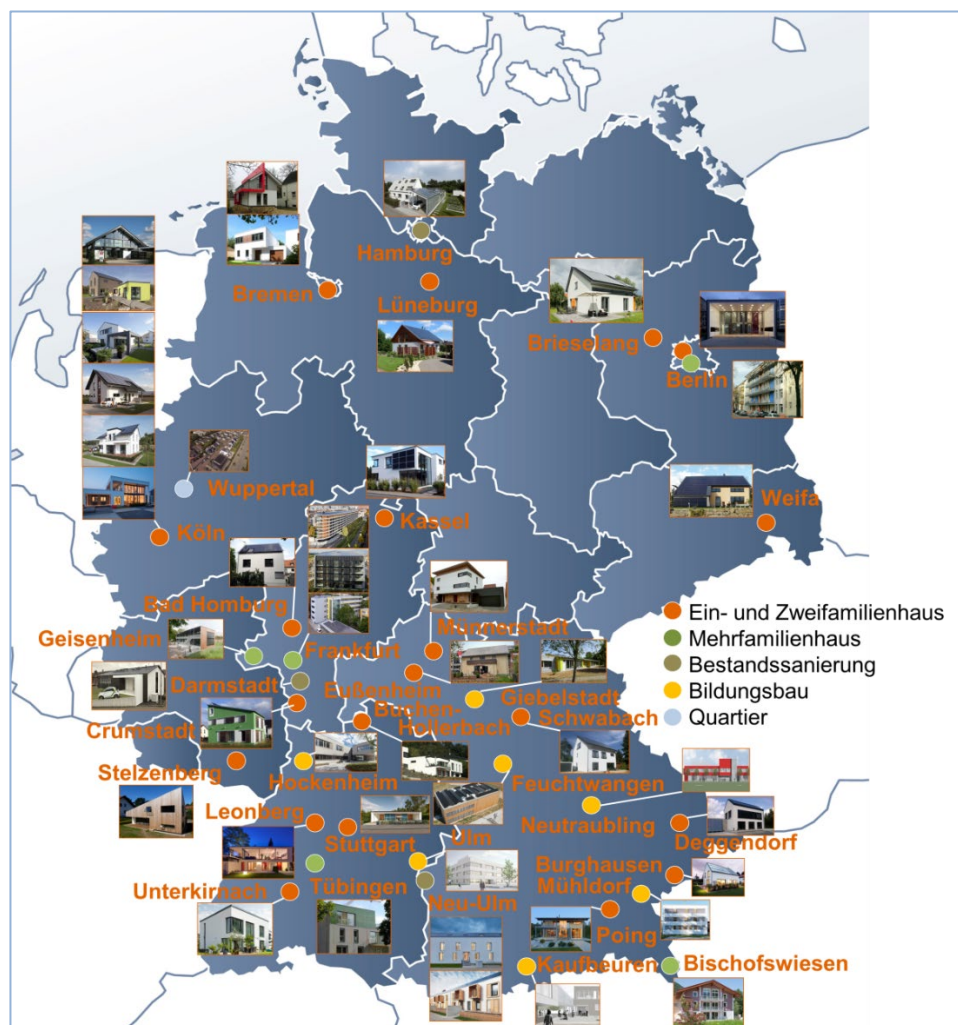 Hamburg
Bremen
Lüneburg
Brieselang
Berlin
Wuppertal
Weifa
Kassel
Köln
Bad Homburg
Münnerstadt
Geisenheim
Frankfurt
Darmstadt
Eußenheim
Giebelstadt
Buchen-
Hollerbach
Schwabach
Crumstadt
Stelzenberg
Hockenheim
Feuchtwangen
Leonberg
Stuttgart
Ulm
Neutraubling
Deggendorf
Burghausen
Mühldorf
Unterkirnach
Tübingen
Neu-Ulm
Poing
Kaufbeuren
Bischofswiesen
Ein- und Zweifamilienhaus
Mehrfamilienhaus
Bestandssanierung
Bildungsbau
Quartier